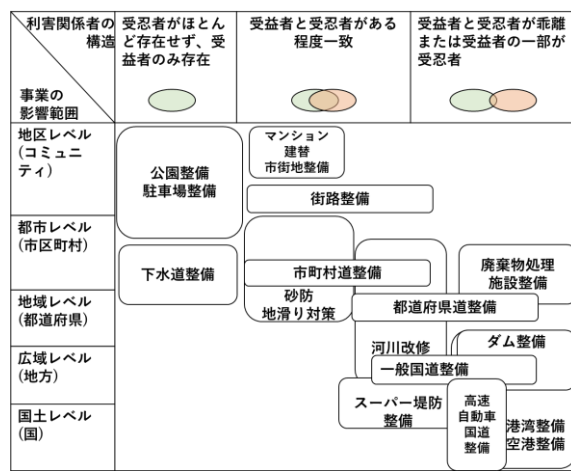 利害関係者の
構造
事業の
影響範囲
受忍者がほとん
ど存在せず、受
益者のみ存在
受益者と受忍者がある
程度一致
受益者と受忍者が乖離
または受益者の一部が
受忍者
地区レベル
(コミュニ
ティ)
公園整備
駐車場整備
マンション
建替
市街地整備
街路整備
都市レベル
(市区町村)
下水道整備
市町村道整備
砂防
地滑り対策
廃棄物処理
施設整備
地域レベル
(都道府県)
都道府県道整備
河川改修
ダム整備
広域レベル
(地方)
一般国道整備
国土レベル
(国)
スーパー堤防
整備
高速
自動車
国道
整備
港湾整備
空港整備